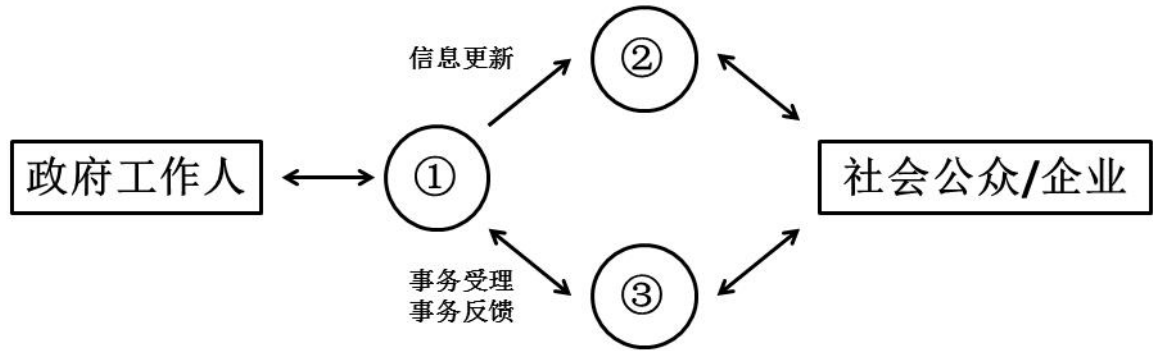 信息更新
②
政府工作人
①
社会公众/企业
事务受理
事务反馈
③